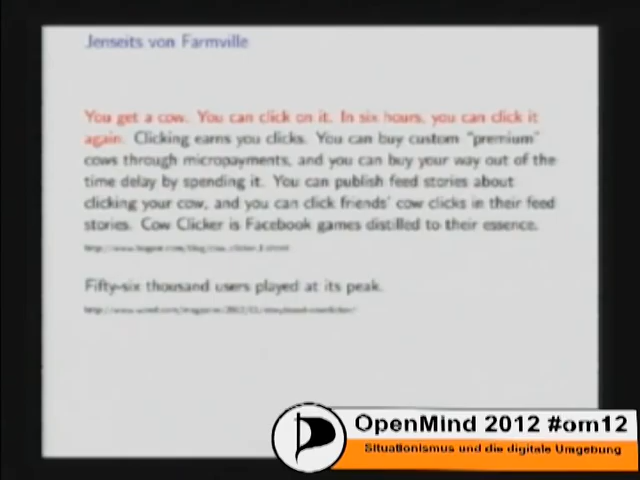 Jenseits von Farmville
You get a cow. You can click on it. In six hours, you can click it
again. Clicking earns you clicks. You can buy custom "premium"
cows through micropayments, and you can buy your way out of the
time delay by spending it. You can publish feed stories about
clicking your cow, and you can click friends' cow clicks in their feed
stories. Cow Clicker is Facebook games distilled to their essence.
Fifty-six thousand users played at its peak.
OpenMind 2012 #om12
Situationismus und die digitale Umgebung